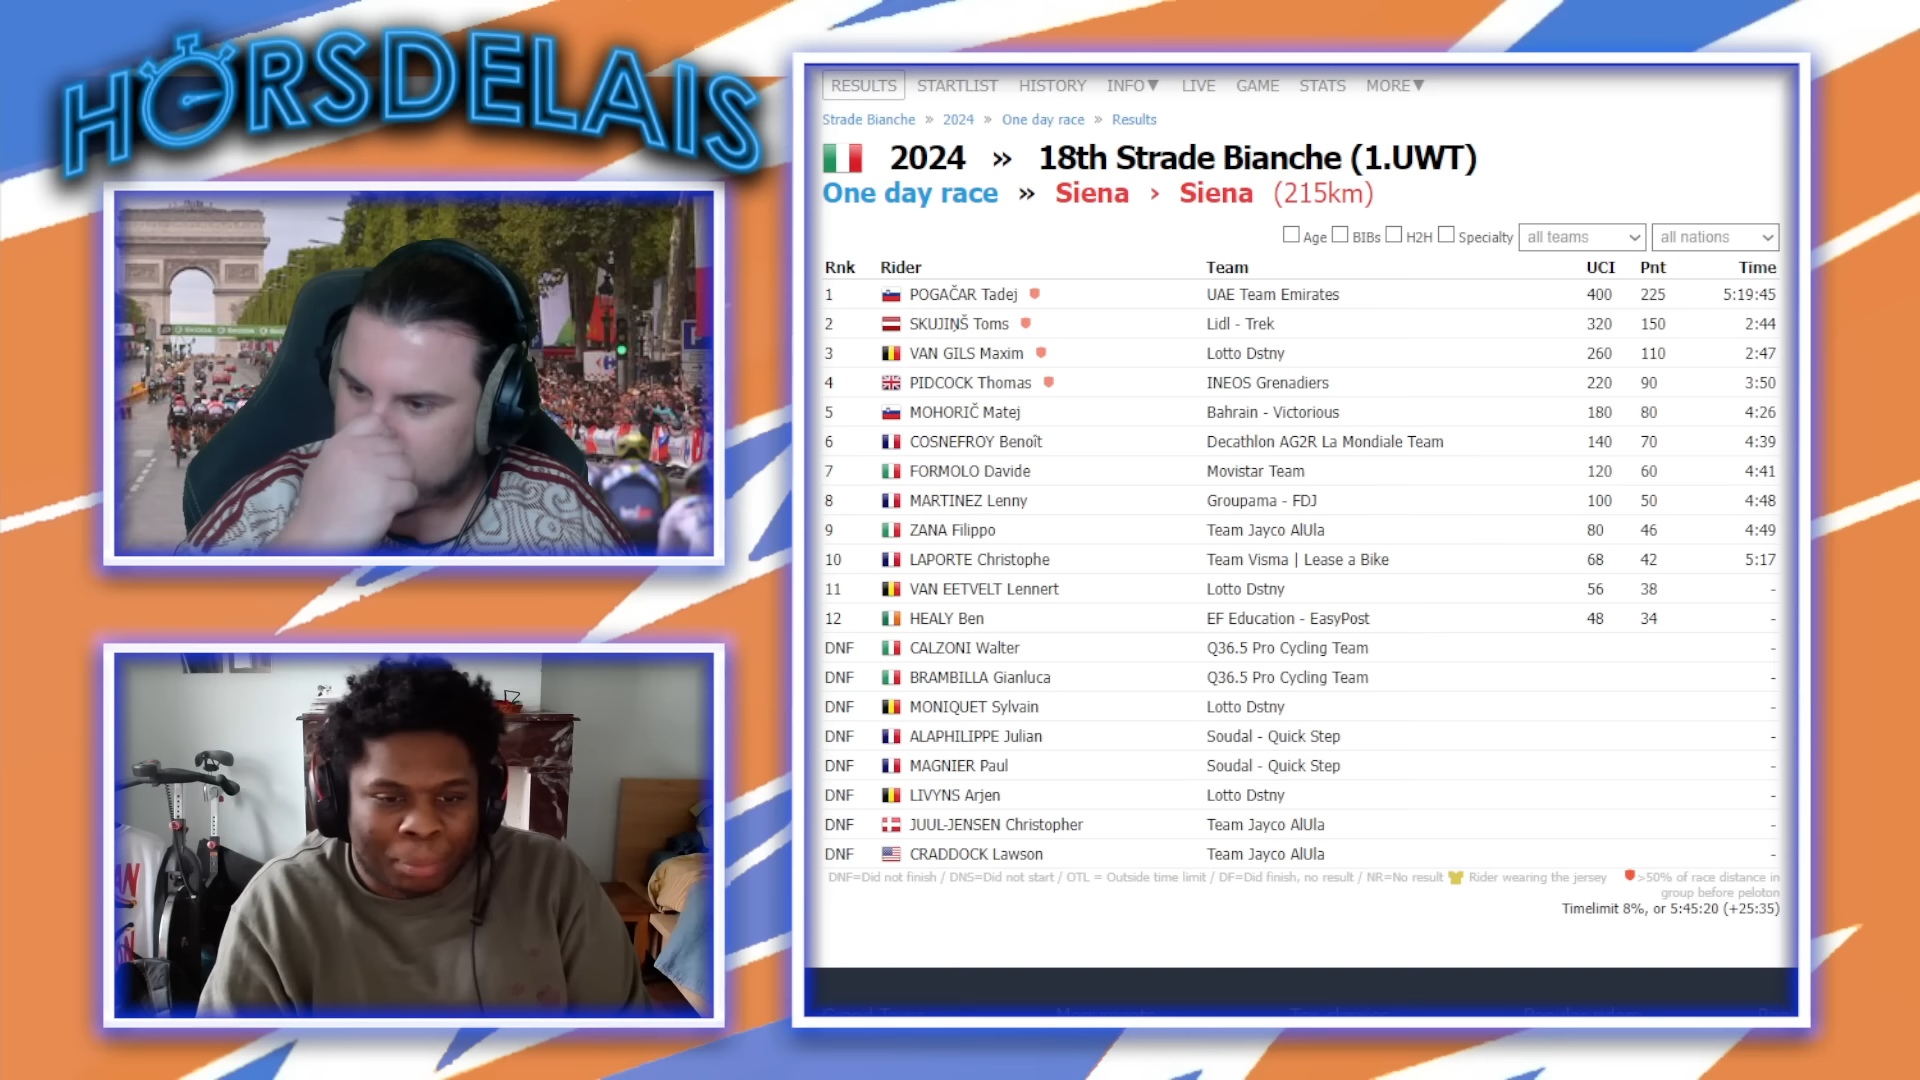 HORSDELAIS
RESULTS STARTLIST HISTORY INFO▼ LIVE GAME STATS MORE▼
Strade Bianche » 2024 » One day race » Results
2024 » 18th Strade Bianche (1.UWT)
One day race » Siena › Siena (215km)
Age BIBs H2H Specialty all teams all nations
Rnk Rider Team UCI Pnt Time
1 POGAČAR Tadej UAE Team Emirates 400 225 5:19:45
2 SKUJIŅŠ Toms Lidl - Trek 320 150 2:44
3 VAN GILS Maxim Lotto Dstny 260 110 2:47
4 PIDCOCK Thomas INEOS Grenadiers 220 90 3:50
5 MOHORIČ Matej Bahrain - Victorious 180 80 4:26
6 COSNEFROY Benoît Decathlon AG2R La Mondiale Team 140 70 4:39
7 FORMOLO Davide Movistar Team 120 60 4:41
8 MARTINEZ Lenny Groupama - FDJ 100 50 4:48
9 ZANA Filippo Team Jayco AlUla 80 46 4:49
10 LAPORTE Christophe Team Visma | Lease a Bike 68 42 5:17
11 VAN EETVELT Lennert Lotto Dstny 56 38 -
12 HEALY Ben EF Education - EasyPost 48 34 -
DNF CALZONI Walter Q36.5 Pro Cycling Team -
DNF BRAMBILLA Gianluca Q36.5 Pro Cycling Team -
DNF MONIQUET Sylvain Lotto Dstny -
DNF ALAPHILIPPE Julian Soudal - Quick Step -
DNF MAGNIER Paul Soudal - Quick Step -
DNF LIVYNS Arjen Lotto Dstny -
DNF JUUL-JENSEN Christopher Team Jayco AlUla -
DNF CRADDOCK Lawson Team Jayco AlUla -
DNF=Did not finish / DNS=Did not start / OTL = Outside time limit / DF=Did finish, no result / NR=No result Rider wearing the jersey >50% of race distance in
group before peloton
Timelimit 8%, or 5:45:20 (+25:35)